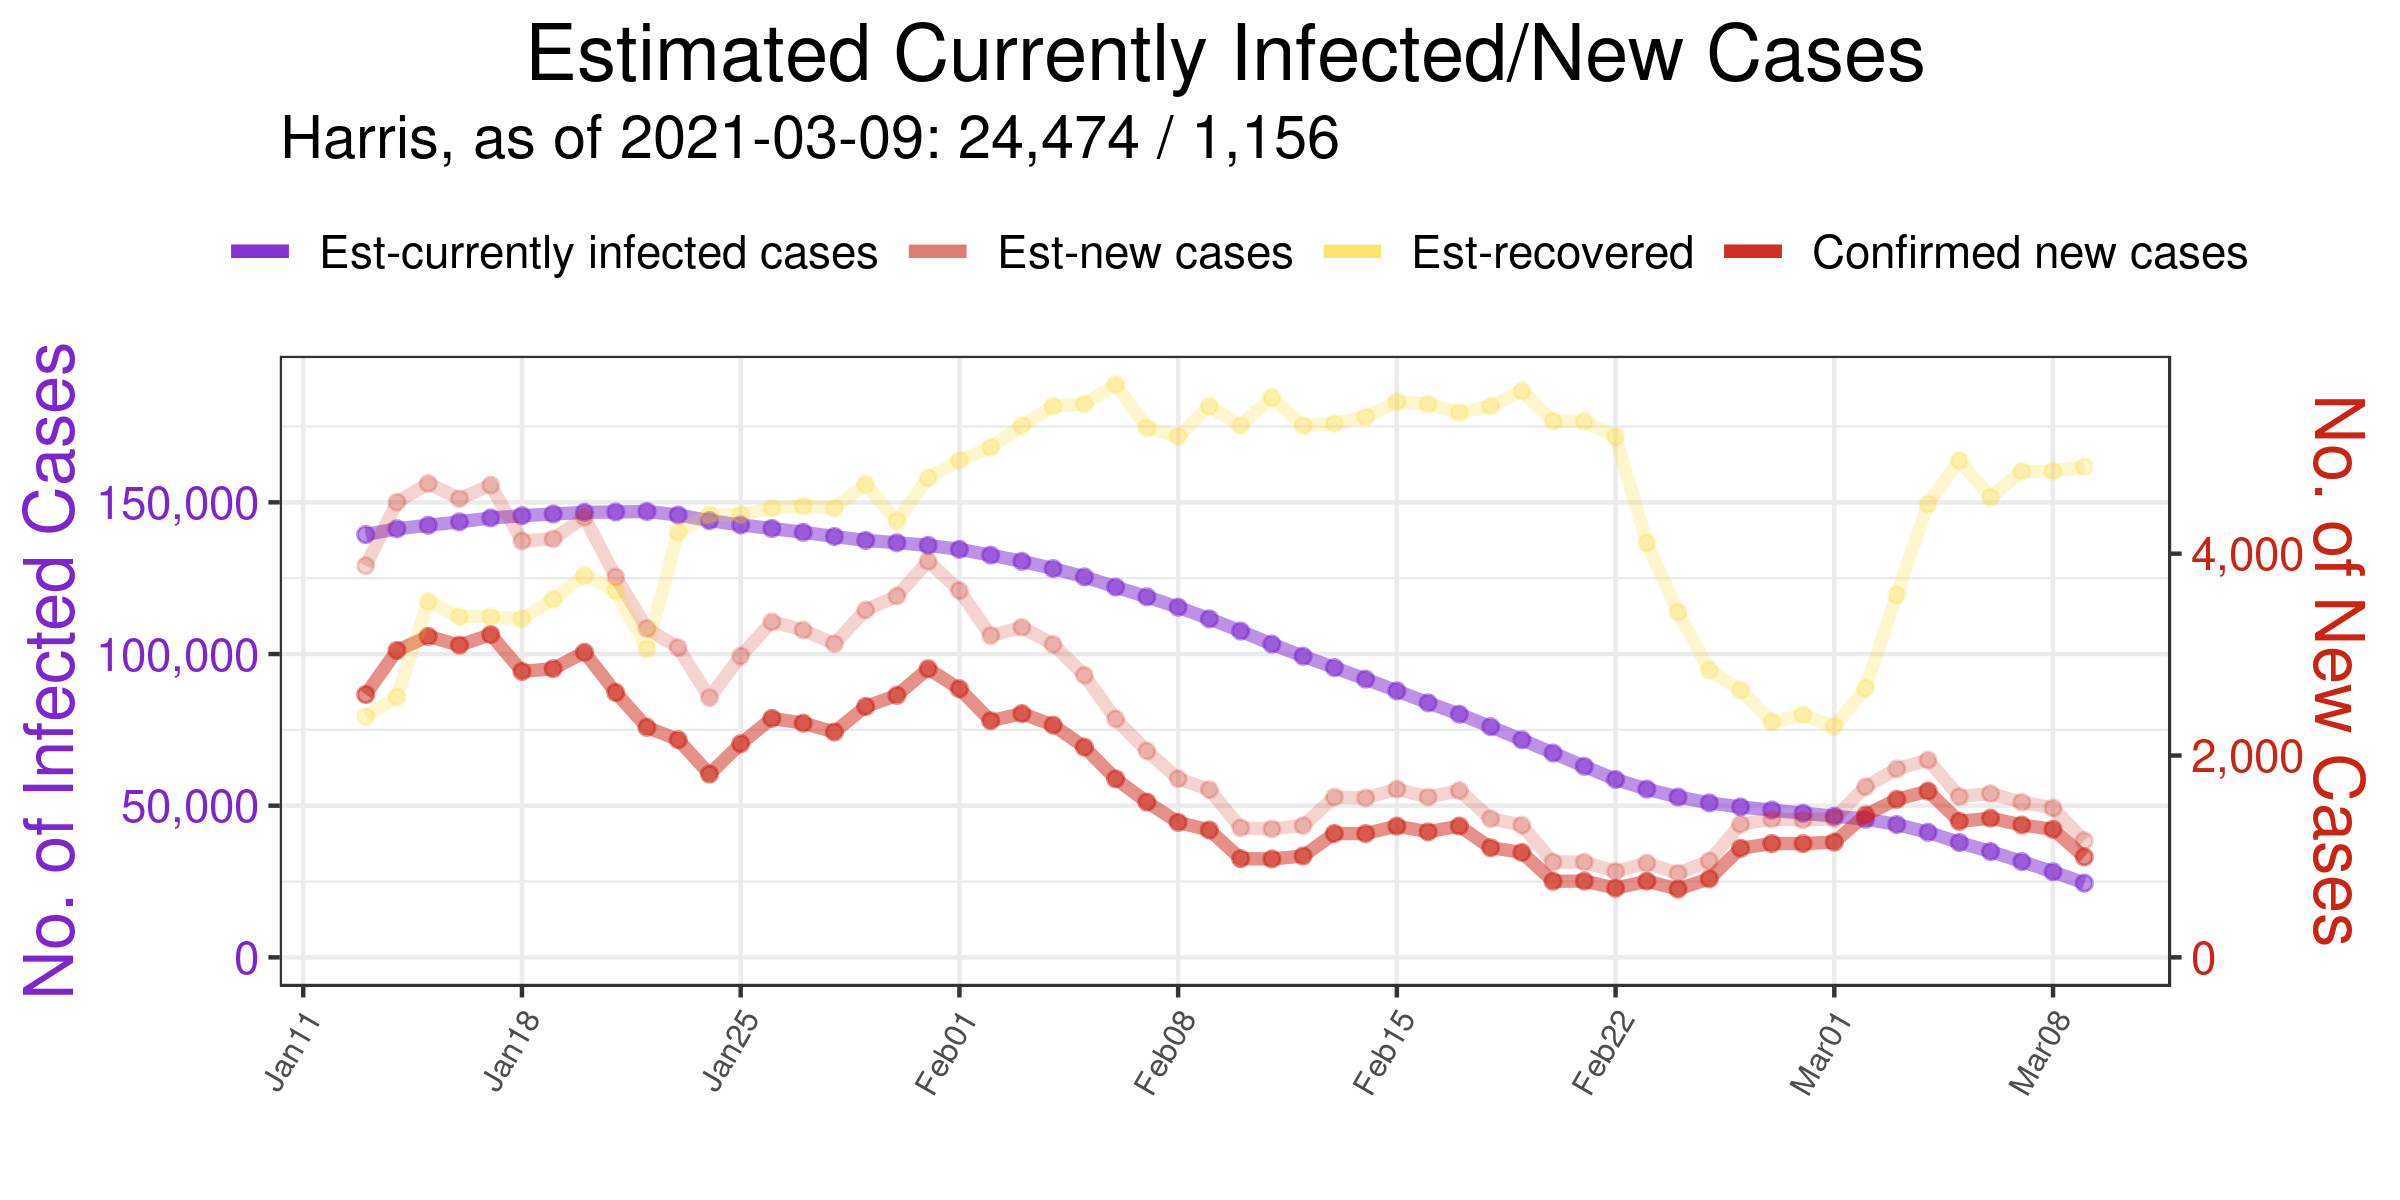 Estimated Currently Infected/New Cases
Harris, as of 2021-03-09: 24,474 / 1,156
Est-currently infected cases Est-new cases Est-recovered Confirmed new cases
No. of Infected Cases
150,000
100,000
50,000
0
4,000
2,000
0
No. of New Cases
Jan11 Jan18 Jan25 Feb01 Feb08 Feb15 Feb22 Mar01 Mar08